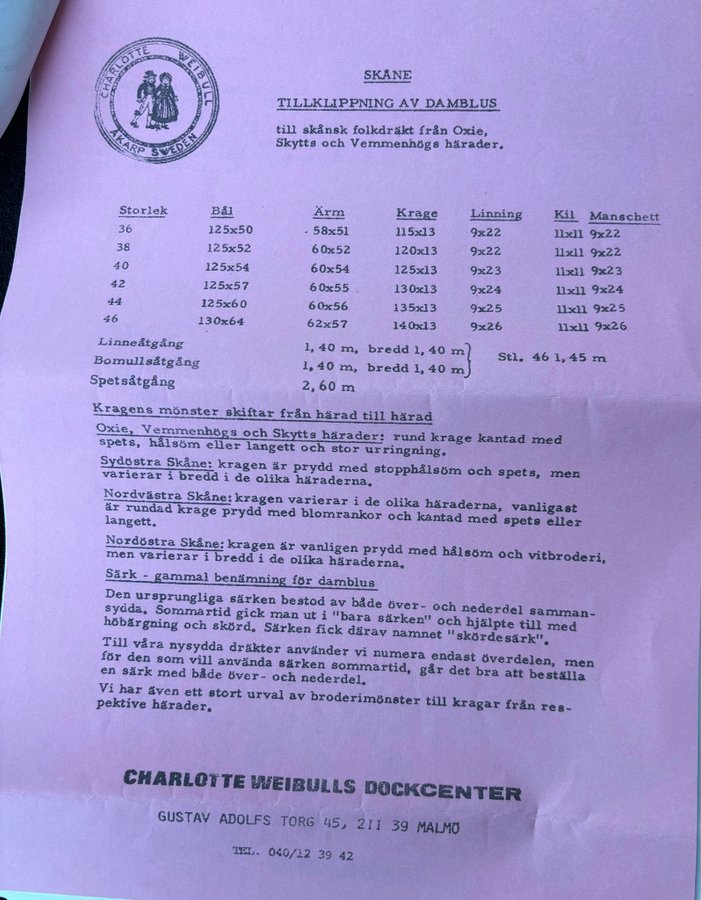 CHARLOTTE WEIBULL
ÅKARP SWEDEN
SKÅNE
TILLKLIPPNING AV DAMBLUS
till skånsk folkdräkt från Oxie,
Skytts och Vemmenhögs härader.
Storlek Bål Ärm Krage Linning Kil Manschett
36 125x50 58x51 115x13 9x22 11x11 9x22
38 125x52 60x52 120x13 9x22 11x11 9x22
40 125x54 60x54 125x13 9x23 11x11 9x23
42 125x57 60x55 130x13 9x24 11x11 9x24
44 125x60 60x56 135x13 9x25 11x11 9x25
46 130x64 62x57 140x13 9x26 11x11 9x26
Linneåtgång 1,40 m, bredd 1,40 m
Bomullsåtgång 1,40 m, bredd 1,40 m } Stl. 46 1,45 m
Spetsåtgång 2,60 m
Kragens mönster skiftar från härad till härad
Oxie, Vemmenhögs och Skytts härader: rund krage kantad med
spets, hålsöm eller langett och stor urringning.
Sydöstra Skåne: kragen är prydd med stopphålsöm och spets, men
varierar i bredd i de olika häraderna.
Nordvästra Skåne: kragen varierar i de olika häraderna, vanligast
är rundad krage prydd med blomrankor och kantad med spets eller
langett.
Nordöstra Skåne: kragen är vanligen prydd med hålsöm och vitbroderi,
men varierar i bredd i de olika häraderna.
Särk - gammal benämning för damblus
Den ursprungliga särken bestod av både över- och nederdel samman-
sydda. Sommartid gick man ut i "bara särken" och hjälpte till med
höbärgning och skörd. Särken fick därav namnet "skördesärk".
Till våra nysydda dräkter använder vi numera endast överdelen, men
för den som vill använda särken sommartid, går det bra att beställa
en särk med både över- och nederdel.
Vi har även ett stort urval av broderimönster till kragar från res-
pektive härader.
CHARLOTTE WEIBULLS DOCKCENTER
GUSTAV ADOLFS TORG 45, 211 39 MALMÖ
TEL. 040/12 39 42